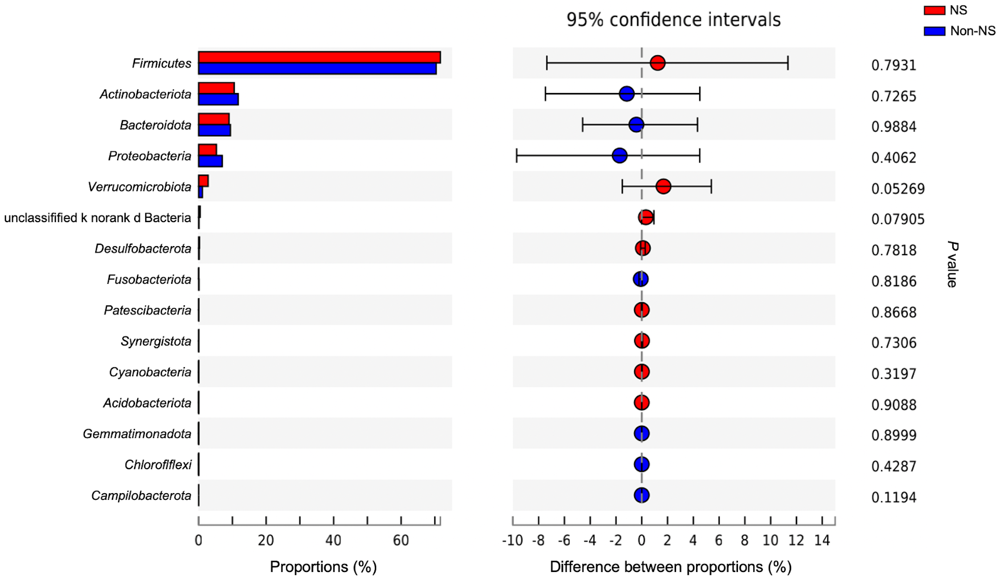 95% confidence intervals
NS
Non-NS
Firmicutes 0.7931
Actinobacteriota 0.7265
Bacteroidota 0.9884
Proteobacteria 0.4062
Verrucomicrobiota 0.05269
unclassifified k norank d Bacteria 0.07905
Desulfobacterota 0.7818
Fusobacteriota 0.8186
Patescibacteria 0.8668
Synergistota 0.7306
Cyanobacteria 0.3197
Acidobacteriota 0.9088
Gemmatimonadota 0.8999
Chloroflflexi 0.4287
Campilobacterota 0.1194
P value
0 20 40 60 -10 -8 -6 -4 -2 0 2 4 6 8 10 12 14
Proportions (%) Difference between proportions (%)